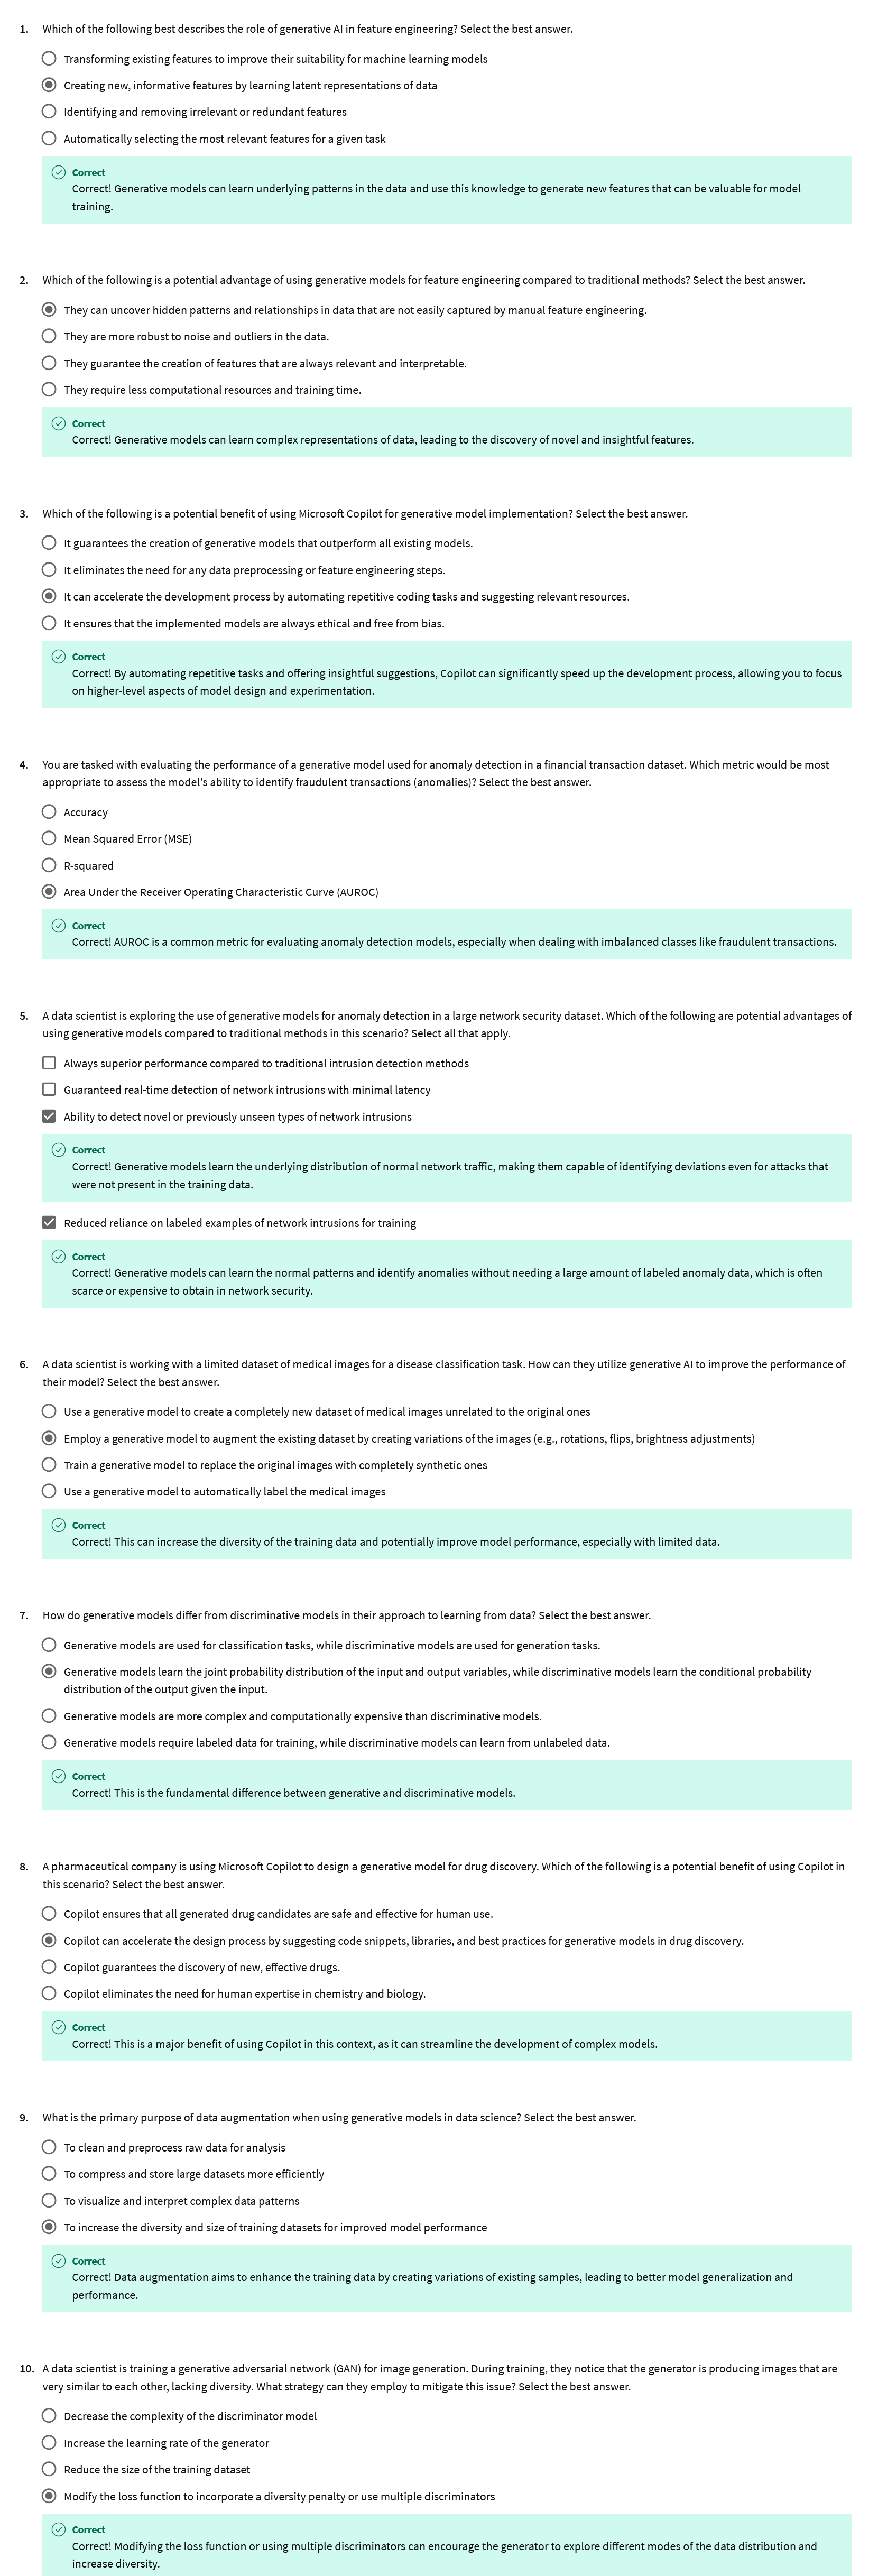 1. Which of the following best describes the role of generative AI in feature engineering? Select the best answer.
Transforming existing features to improve their suitability for machine learning models
Creating new, informative features by learning latent representations of data
Identifying and removing irrelevant or redundant features
Automatically selecting the most relevant features for a given task
Correct
Correct! Generative models can learn underlying patterns in the data and use this knowledge to generate new features that can be valuable for model
training.
2. Which of the following is a potential advantage of using generative models for feature engineering compared to traditional methods? Select the best answer.
They can uncover hidden patterns and relationships in data that are not easily captured by manual feature engineering.
They are more robust to noise and outliers in the data.
They guarantee the creation of features that are always relevant and interpretable.
They require less computational resources and training time.
Correct
Correct! Generative models can learn complex representations of data, leading to the discovery of novel and insightful features.
3. Which of the following is a potential benefit of using Microsoft Copilot for generative model implementation? Select the best answer.
It guarantees the creation of generative models that outperform all existing models.
It eliminates the need for any data preprocessing or feature engineering steps.
It can accelerate the development process by automating repetitive coding tasks and suggesting relevant resources.
It ensures that the implemented models are always ethical and free from bias.
Correct
Correct! By automating repetitive tasks and offering insightful suggestions, Copilot can significantly speed up the development process, allowing you to focus
on higher-level aspects of model design and experimentation.
4. You are tasked with evaluating the performance of a generative model used for anomaly detection in a financial transaction dataset. Which metric would be most
appropriate to assess the model's ability to identify fraudulent transactions (anomalies)? Select the best answer.
Accuracy
Mean Squared Error (MSE)
R-squared
Area Under the Receiver Operating Characteristic Curve (AUROC)
Correct
Correct! AUROC is a common metric for evaluating anomaly detection models, especially when dealing with imbalanced classes like fraudulent transactions.
5. A data scientist is exploring the use of generative models for anomaly detection in a large network security dataset. Which of the following are potential advantages of
using generative models compared to traditional methods in this scenario? Select all that apply.
Always superior performance compared to traditional intrusion detection methods
Guaranteed real-time detection of network intrusions with minimal latency
Ability to detect novel or previously unseen types of network intrusions
Correct
Correct! Generative models learn the underlying distribution of normal network traffic, making them capable of identifying deviations even for attacks that
were not present in the training data.
Reduced reliance on labeled examples of network intrusions for training
Correct
Correct! Generative models can learn the normal patterns and identify anomalies without needing a large amount of labeled anomaly data, which is often
scarce or expensive to obtain in network security.
6. A data scientist is working with a limited dataset of medical images for a disease classification task. How can they utilize generative AI to improve the performance of
their model? Select the best answer.
Use a generative model to create a completely new dataset of medical images unrelated to the original ones
Employ a generative model to augment the existing dataset by creating variations of the images (e.g., rotations, flips, brightness adjustments)
Train a generative model to replace the original images with completely synthetic ones
Use a generative model to automatically label the medical images
Correct
Correct! This can increase the diversity of the training data and potentially improve model performance, especially with limited data.
7. How do generative models differ from discriminative models in their approach to learning from data? Select the best answer.
Generative models are used for classification tasks, while discriminative models are used for generation tasks.
Generative models learn the joint probability distribution of the input and output variables, while discriminative models learn the conditional probability
distribution of the output given the input.
Generative models are more complex and computationally expensive than discriminative models.
Generative models require labeled data for training, while discriminative models can learn from unlabeled data.
Correct
Correct! This is the fundamental difference between generative and discriminative models.
8. A pharmaceutical company is using Microsoft Copilot to design a generative model for drug discovery. Which of the following is a potential benefit of using Copilot in
this scenario? Select the best answer.
Copilot ensures that all generated drug candidates are safe and effective for human use.
Copilot can accelerate the design process by suggesting code snippets, libraries, and best practices for generative models in drug discovery.
Copilot guarantees the discovery of new, effective drugs.
Copilot eliminates the need for human expertise in chemistry and biology.
Correct
Correct! This is a major benefit of using Copilot in this context, as it can streamline the development of complex models.
9. What is the primary purpose of data augmentation when using generative models in data science? Select the best answer.
To clean and preprocess raw data for analysis
To compress and store large datasets more efficiently
To visualize and interpret complex data patterns
To increase the diversity and size of training datasets for improved model performance
Correct
Correct! Data augmentation aims to enhance the training data by creating variations of existing samples, leading to better model generalization and
performance.
10. A data scientist is training a generative adversarial network (GAN) for image generation. During training, they notice that the generator is producing images that are
very similar to each other, lacking diversity. What strategy can they employ to mitigate this issue? Select the best answer.
Decrease the complexity of the discriminator model
Increase the learning rate of the generator
Reduce the size of the training dataset
Modify the loss function to incorporate a diversity penalty or use multiple discriminators
Correct
Correct! Modifying the loss function or using multiple discriminators can encourage the generator to explore different modes of the data distribution and
increase diversity.